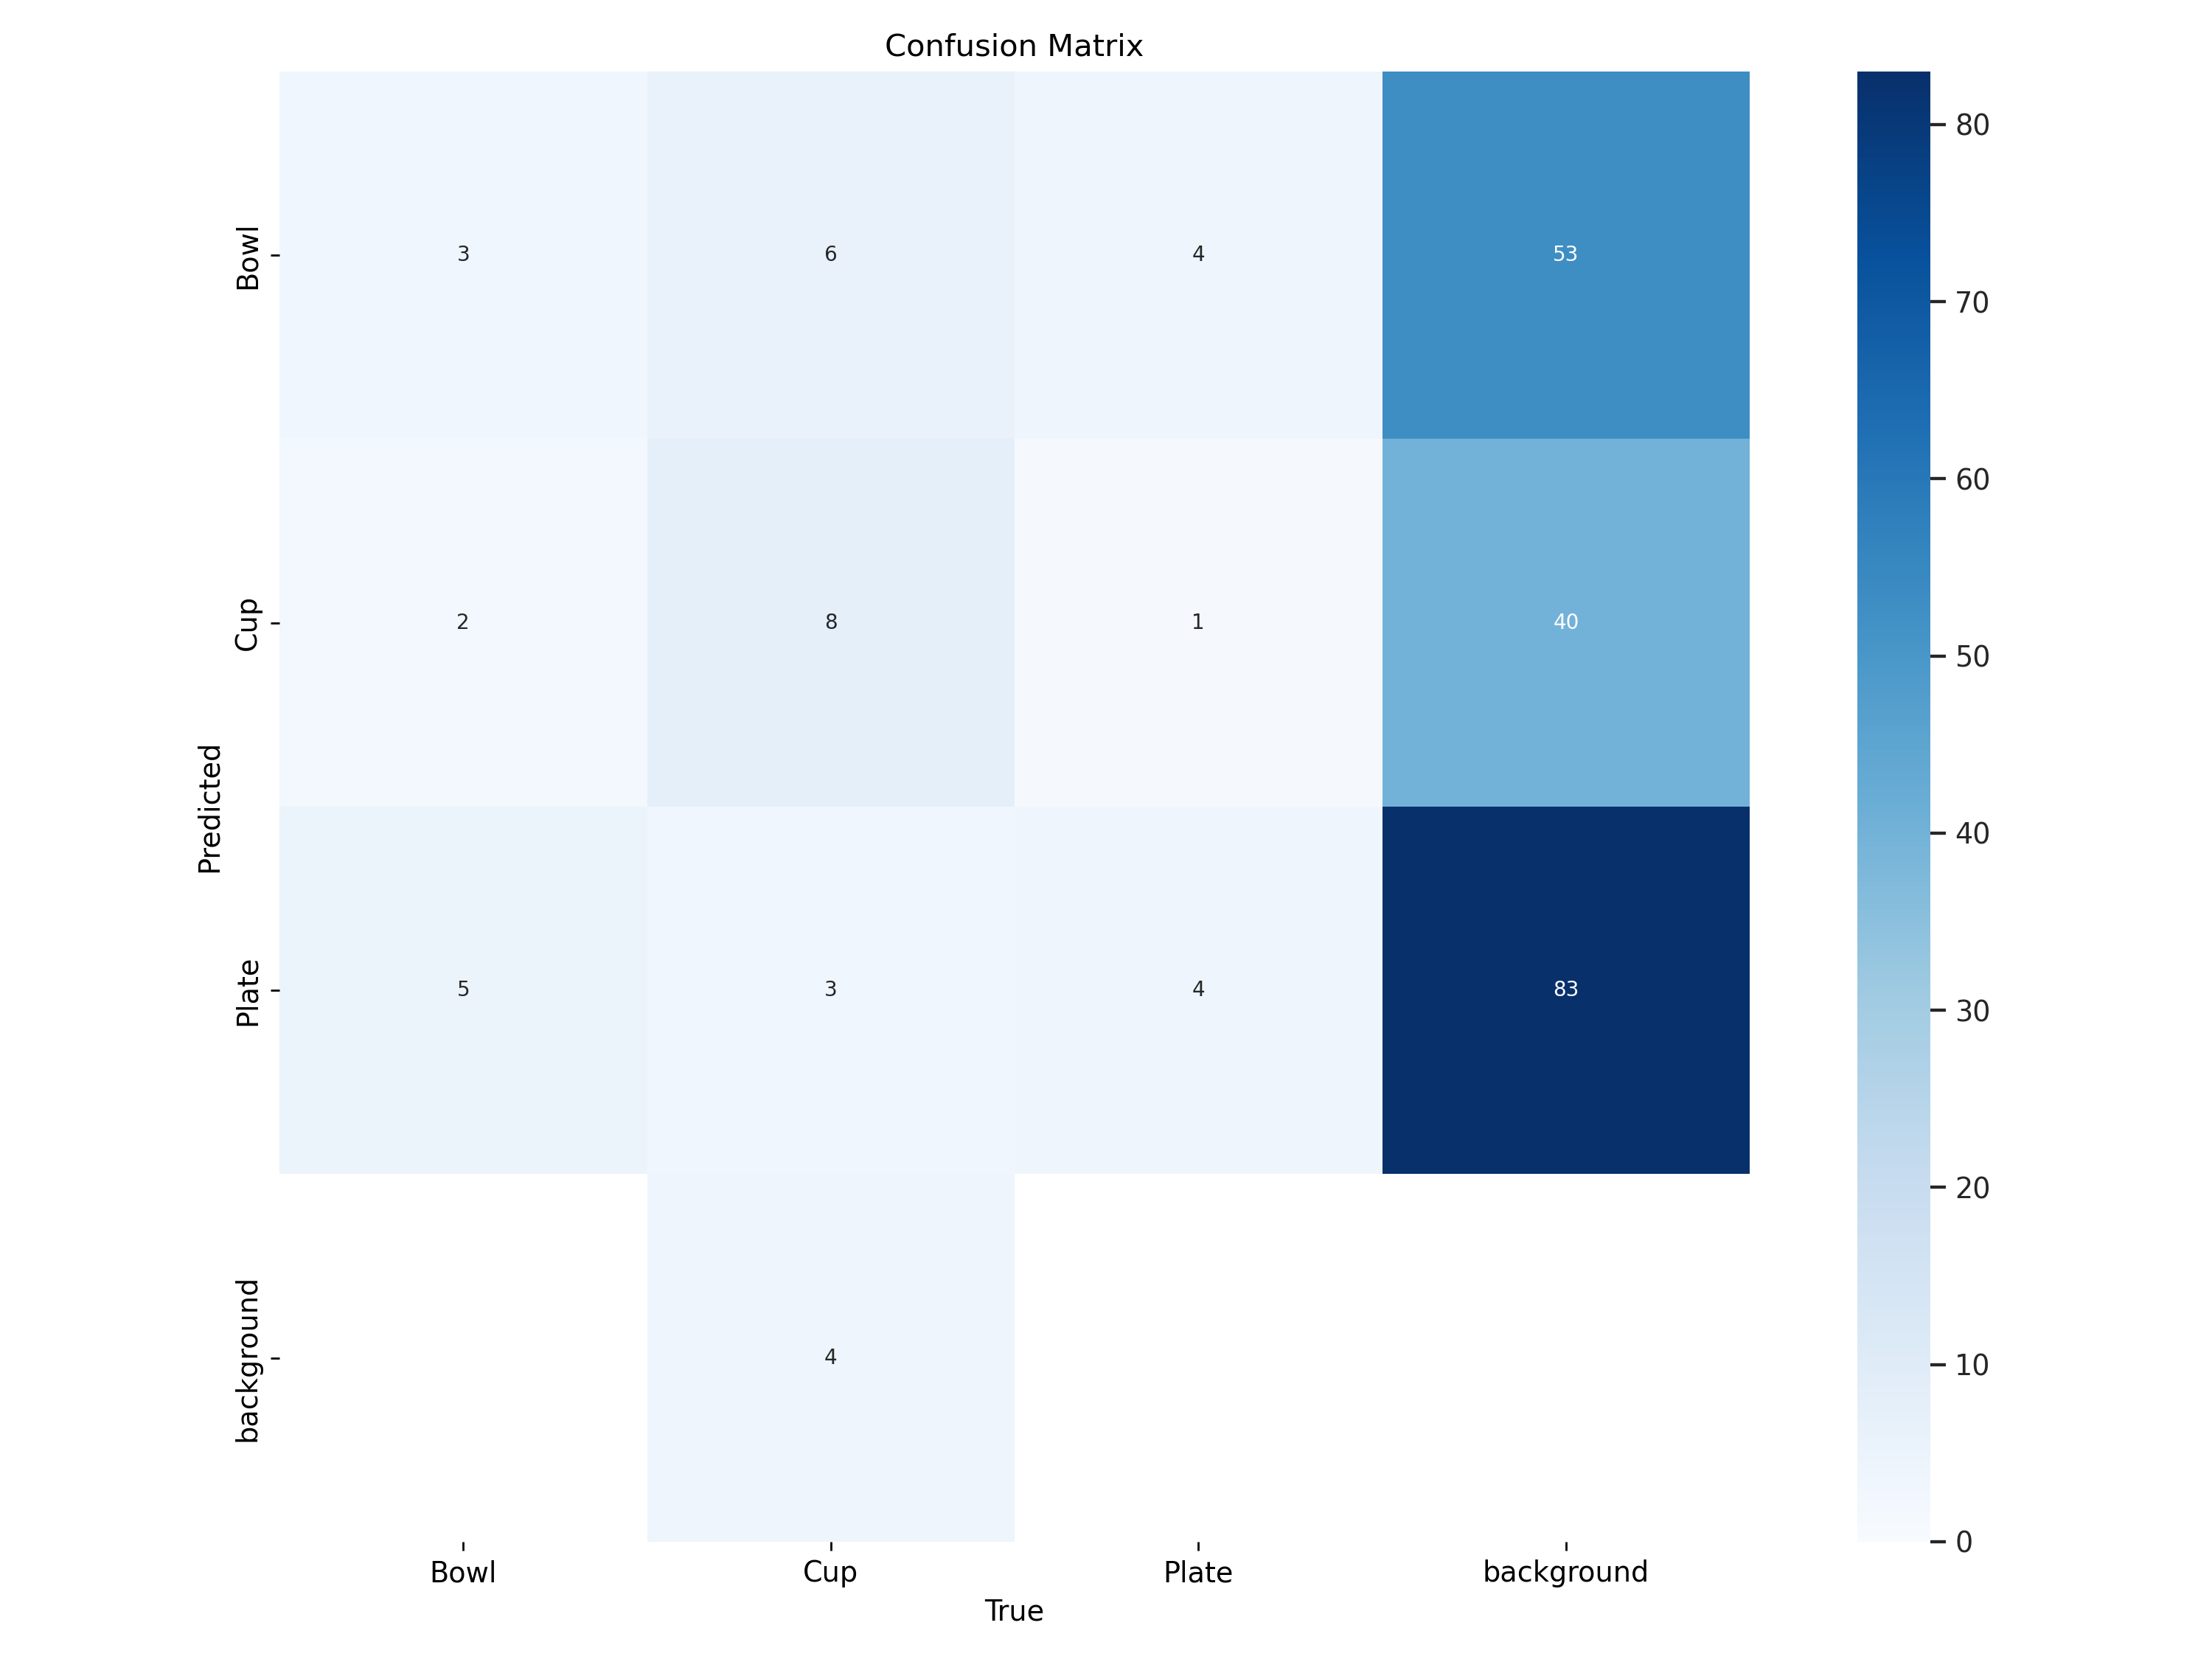 Confusion Matrix
Bowl
3 6 4 53
80
70
60
Cup
2 8 1 40
50
40
Predicted
Plate
5 3 4 83
30
20
background
4
10
0
Bowl Cup Plate background
True